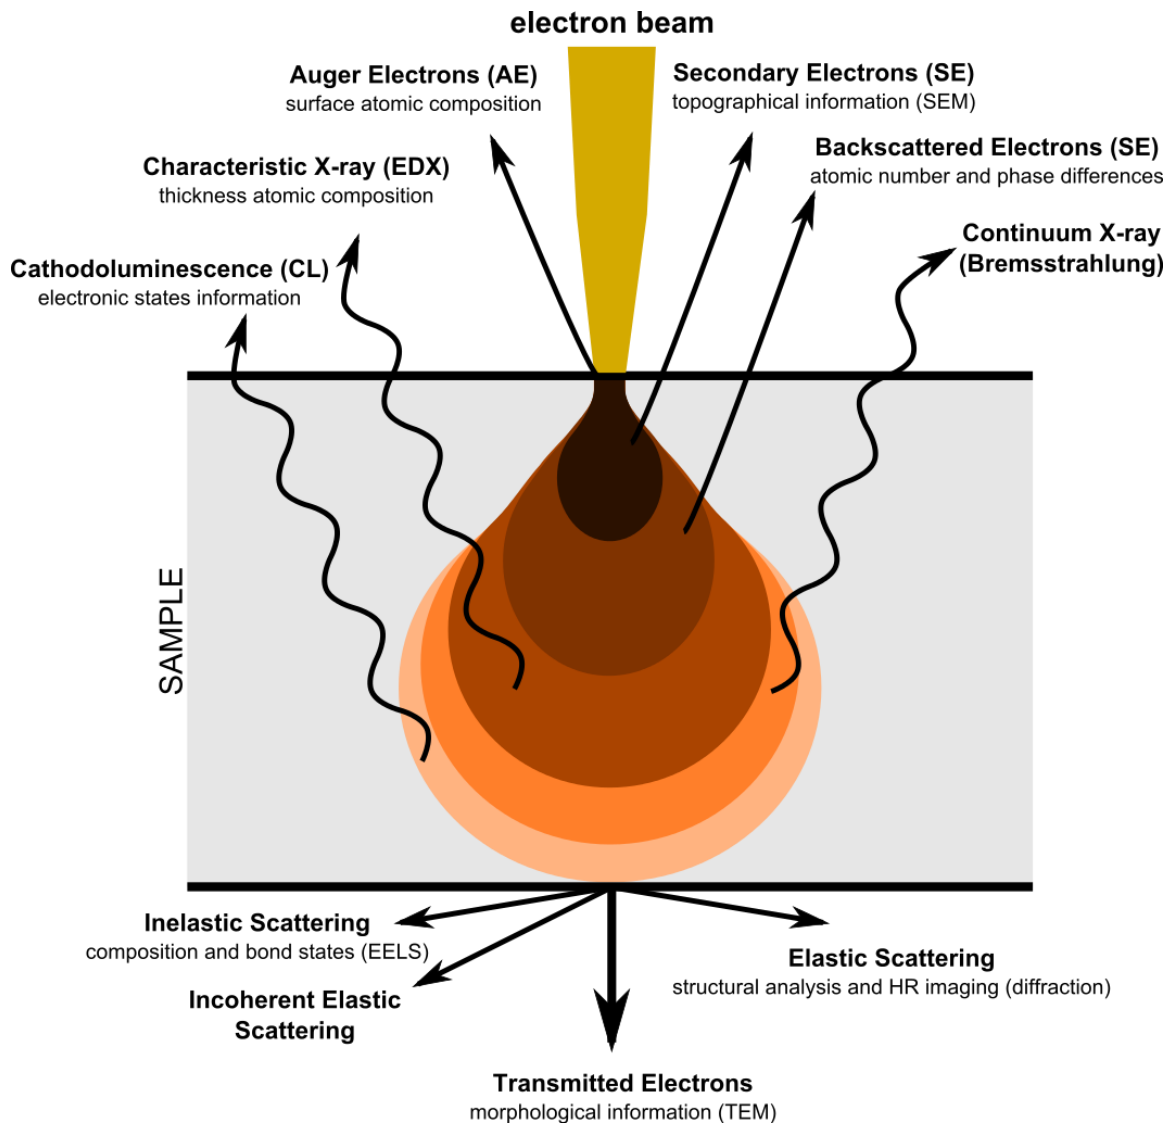 electron beam
Auger Electrons (AE)
surface atomic composition
Secondary Electrons (SE)
topographical information (SEM)
Characteristic X-ray (EDX)
thickness atomic composition
Backscattered Electrons (SE)
atomic number and phase differences
Cathodoluminescence (CL)
electronic states information
Continuum X-ray
(Bremsstrahlung)
SAMPLE
Inelastic Scattering
composition and bond states (EELS)
Incoherent Elastic
Scattering
Elastic Scattering
structural analysis and HR imaging (diffraction)
Transmitted Electrons
morphological information (TEM)